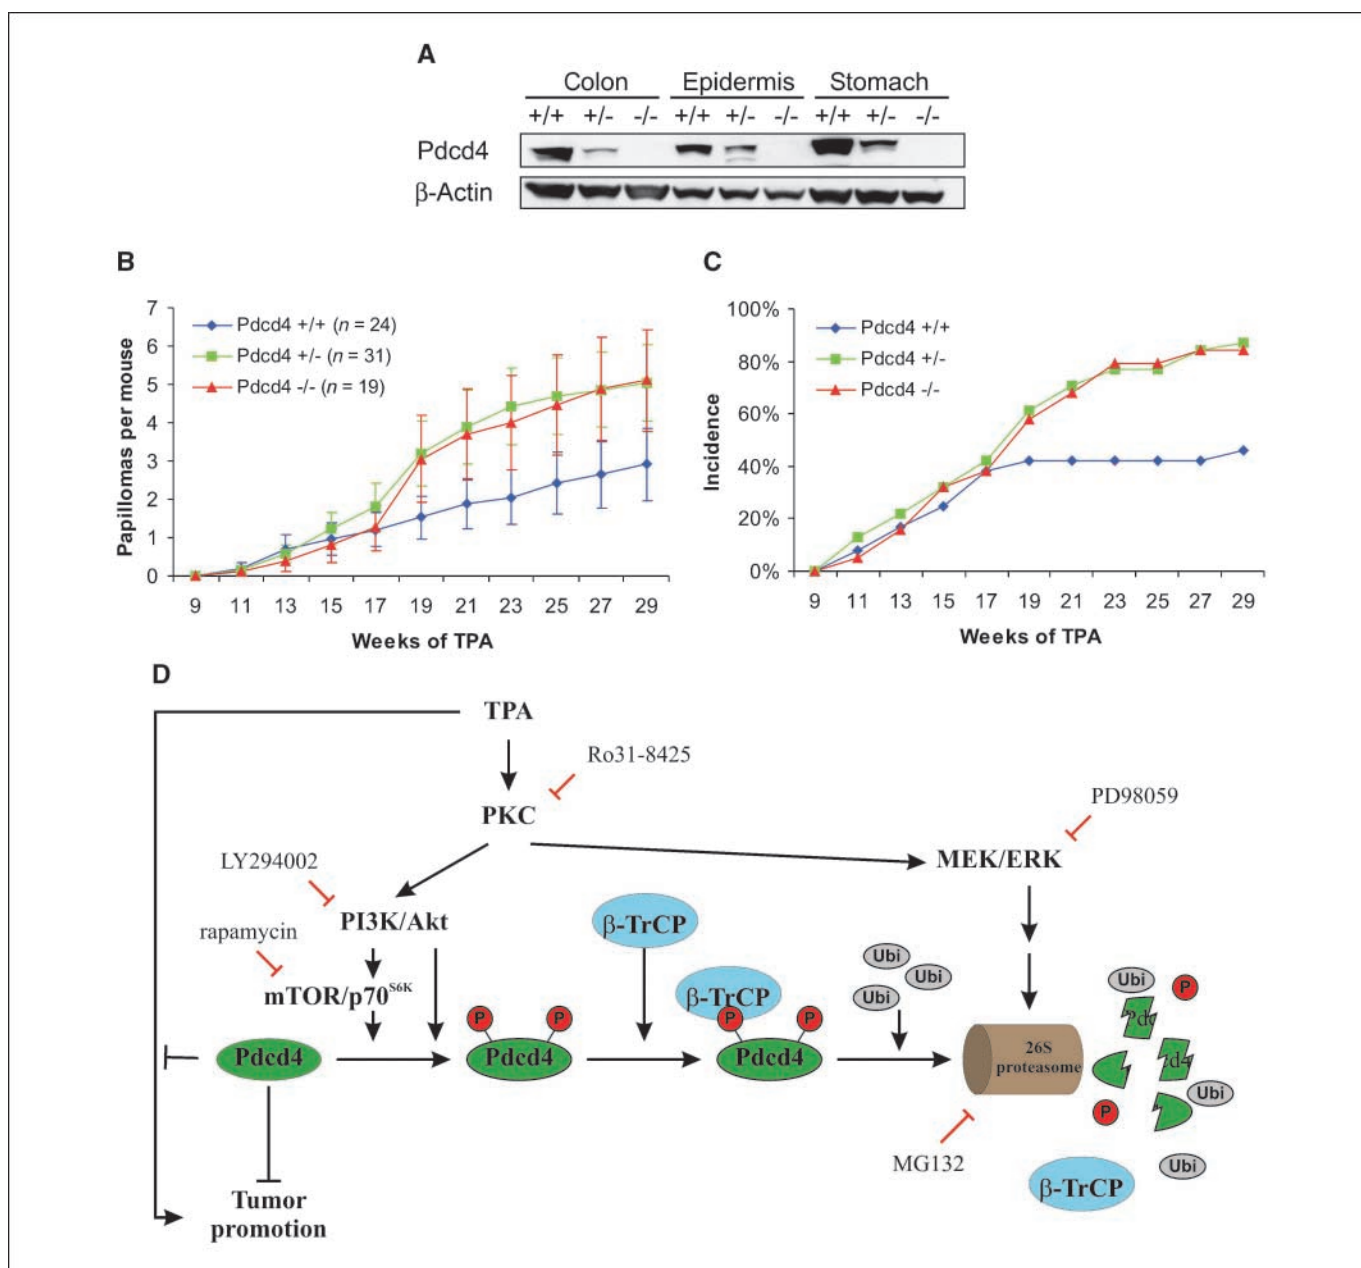 A
Colon Epidermis Stomach
+/+ +/- -/- +/+ +/- -/- +/+ +/- -/-
Pdcd4
β-Actin
B
Papillomas per mouse
7
6
5
4
3
2
1
0
Pdcd4 +/+ (n = 24)
Pdcd4 +/- (n = 31)
Pdcd4 -/- (n = 19)
9 11 13 15 17 19 21 23 25 27 29
Weeks of TPA
C
Incidence
100%
80%
60%
40%
20%
0%
Pdcd4 +/+
Pdcd4 +/-
Pdcd4 -/-
9 11 13 15 17 19 21 23 25 27 29
Weeks of TPA
D
TPA
Ro31-8425
PKC
PD98059
LY294002
MEK/ERK
PI3K/Akt
β-TrCP
rapamycin
Ubi
Ubi
Ubi
mTOR/p70S6K
β-TrCP
P P
P P
Pdcd4
Pdcd4
Pdcd4
26S
proteasome
Ubi
P
Pdc
cd4
Ubi
P
MG132
Ubi
β-TrCP
Tumor
promotion